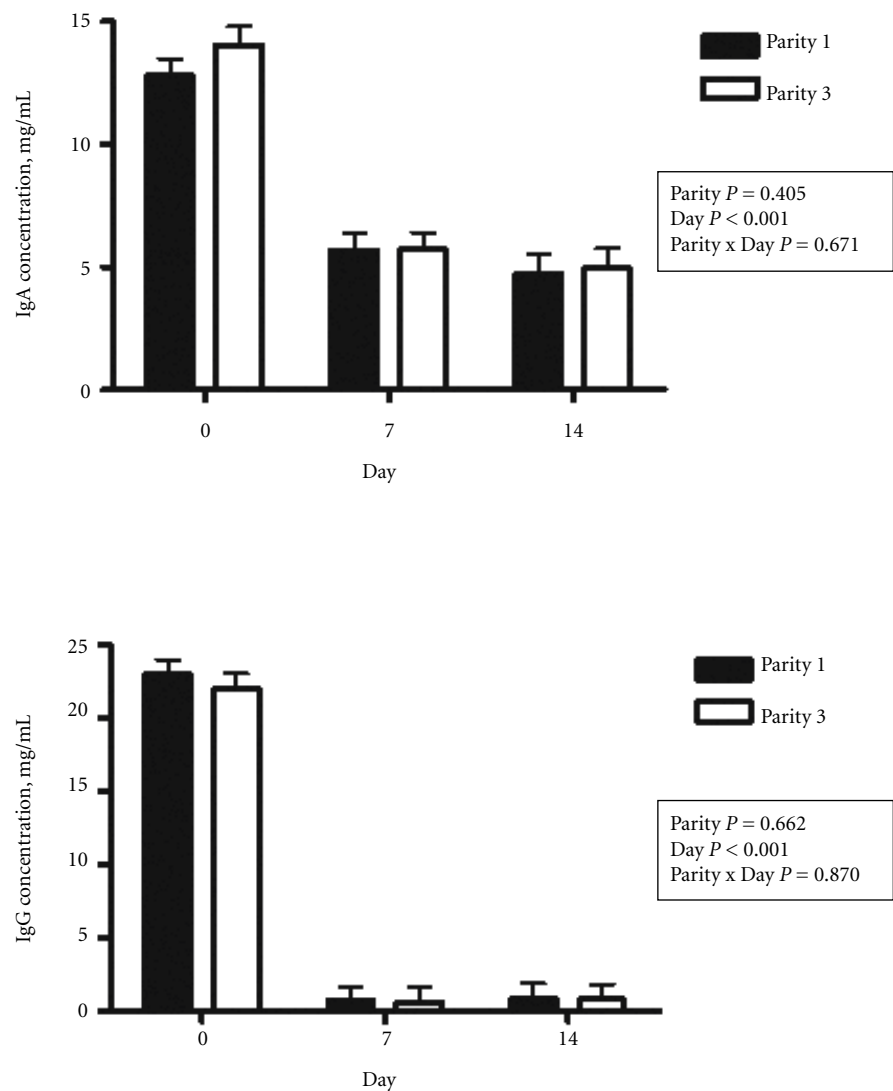 15
10
5
0
IgA concentration, mg/mL
0
7
14
Day
Parity 1
Parity 3
Parity P = 0.405
Day P < 0.001
Parity x Day P = 0.671
25
20
15
10
5
0
IgG concentration, mg/mL
0
7
14
Day
Parity 1
Parity 3
Parity P = 0.662
Day P < 0.001
Parity x Day P = 0.870